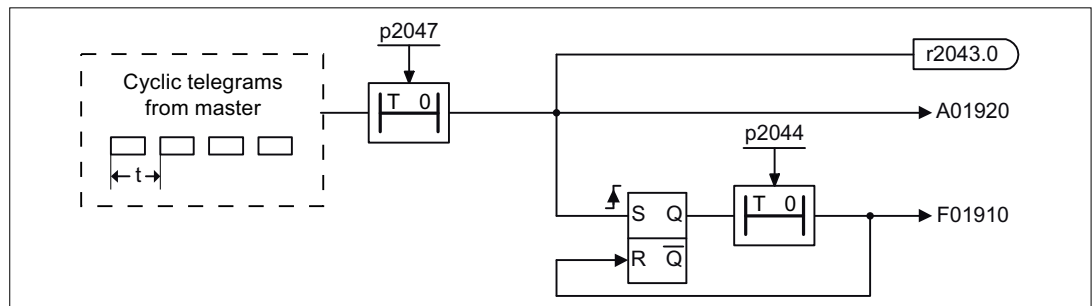 p2047
r2043.0
Cyclic telegrams
from master
T 0
A01920
p2044
t
T 0
S Q
F01910
R Q̅